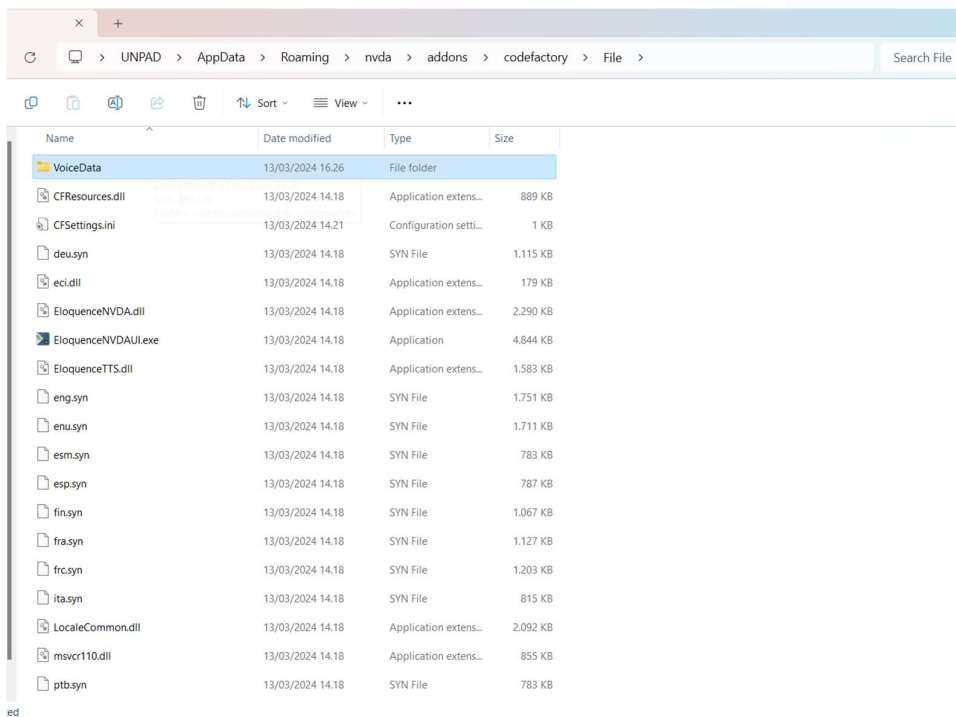 UNPAD > AppData > Roaming > nvda > addons > codefactory > File >
Search File
Sort
View
Name Date modified Type Size
VoiceData 13/03/2024 16.26 File folder
CFResources.dll 13/03/2024 14.18 Application extens... 889 KB
CFSettings.ini 13/03/2024 14.21 Configuration setti... 1 KB
deu.syn 13/03/2024 14.18 SYN File 1.115 KB
eci.dll 13/03/2024 14.18 Application extens... 179 KB
EloquenceNVDA.dll 13/03/2024 14.18 Application extens... 2.290 KB
EloquenceNVDAUI.exe 13/03/2024 14.18 Application 4.844 KB
EloquenceTTS.dll 13/03/2024 14.18 Application extens... 1.583 KB
eng.syn 13/03/2024 14.18 SYN File 1.751 KB
enu.syn 13/03/2024 14.18 SYN File 1.711 KB
esm.syn 13/03/2024 14.18 SYN File 783 KB
esp.syn 13/03/2024 14.18 SYN File 787 KB
fin.syn 13/03/2024 14.18 SYN File 1.067 KB
fra.syn 13/03/2024 14.18 SYN File 1.127 KB
frc.syn 13/03/2024 14.18 SYN File 1.203 KB
ita.syn 13/03/2024 14.18 SYN File 815 KB
LocaleCommon.dll 13/03/2024 14.18 Application extens... 2.092 KB
msvcr110.dll 13/03/2024 14.18 Application extens... 855 KB
ptb.syn 13/03/2024 14.18 SYN File 783 KB